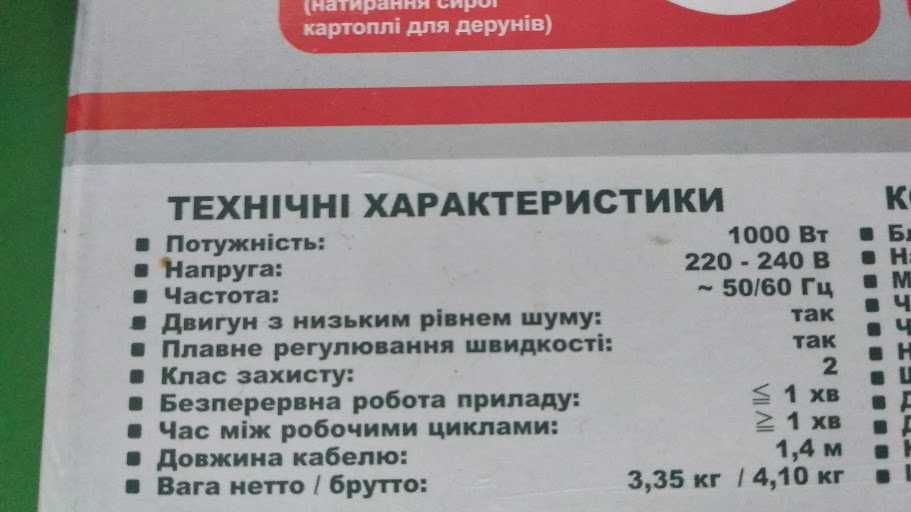 (натирання сирої
картоплі для дерунів)
ТЕХНІЧНІ ХАРАКТЕРИСТИКИ
Потужність: 1000 Вт
Напруга: 220 - 240 В
Частота: ~ 50/60 Гц
Двигун з низьким рівнем шуму: так
Плавне регулювання швидкості: так
Клас захисту: 2
Безперервна робота приладу: ≦ 1 хв
Час між робочими циклами: ≧ 1 хв
Довжина кабелю: 1,4 м
Вага нетто / брутто: 3,35 кг / 4,10 кг